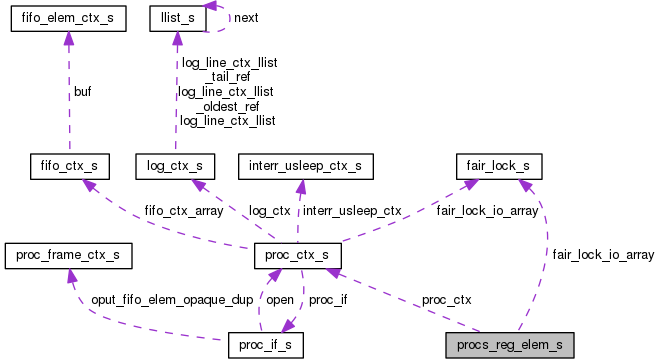 fifo_elem_ctx_s
llist_s
next
log_line_ctx_llist
_tail_ref
log_line_ctx_llist
_oldest_ref
log_line_ctx_llist
buf
fifo_ctx_s
log_ctx_s
interr_usleep_ctx_s
fair_lock_s
fifo_ctx_array
log_ctx
interr_usleep_ctx
fair_lock_io_array
proc_frame_ctx_s
proc_ctx_s
fair_lock_io_array
oput_fifo_elem_opaque_dup
open
proc_if
proc_ctx
proc_if_s
procs_reg_elem_s